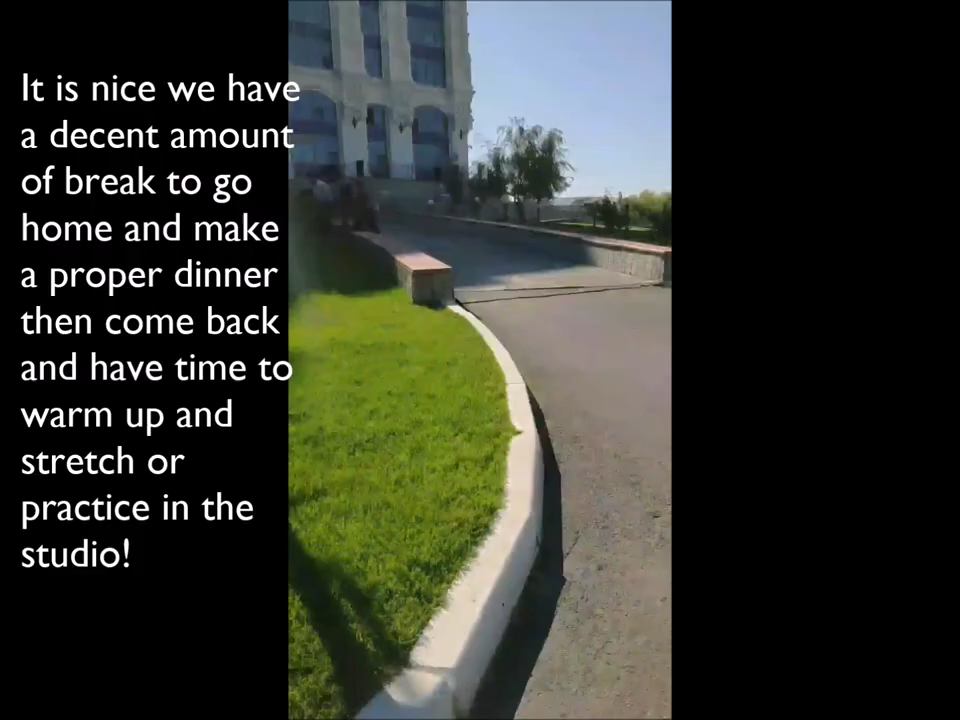 It is nice we have
a decent amount
of break to go
home and make
a proper dinner
then come back
and have time to
warm up and
stretch or
practice in the
studio!